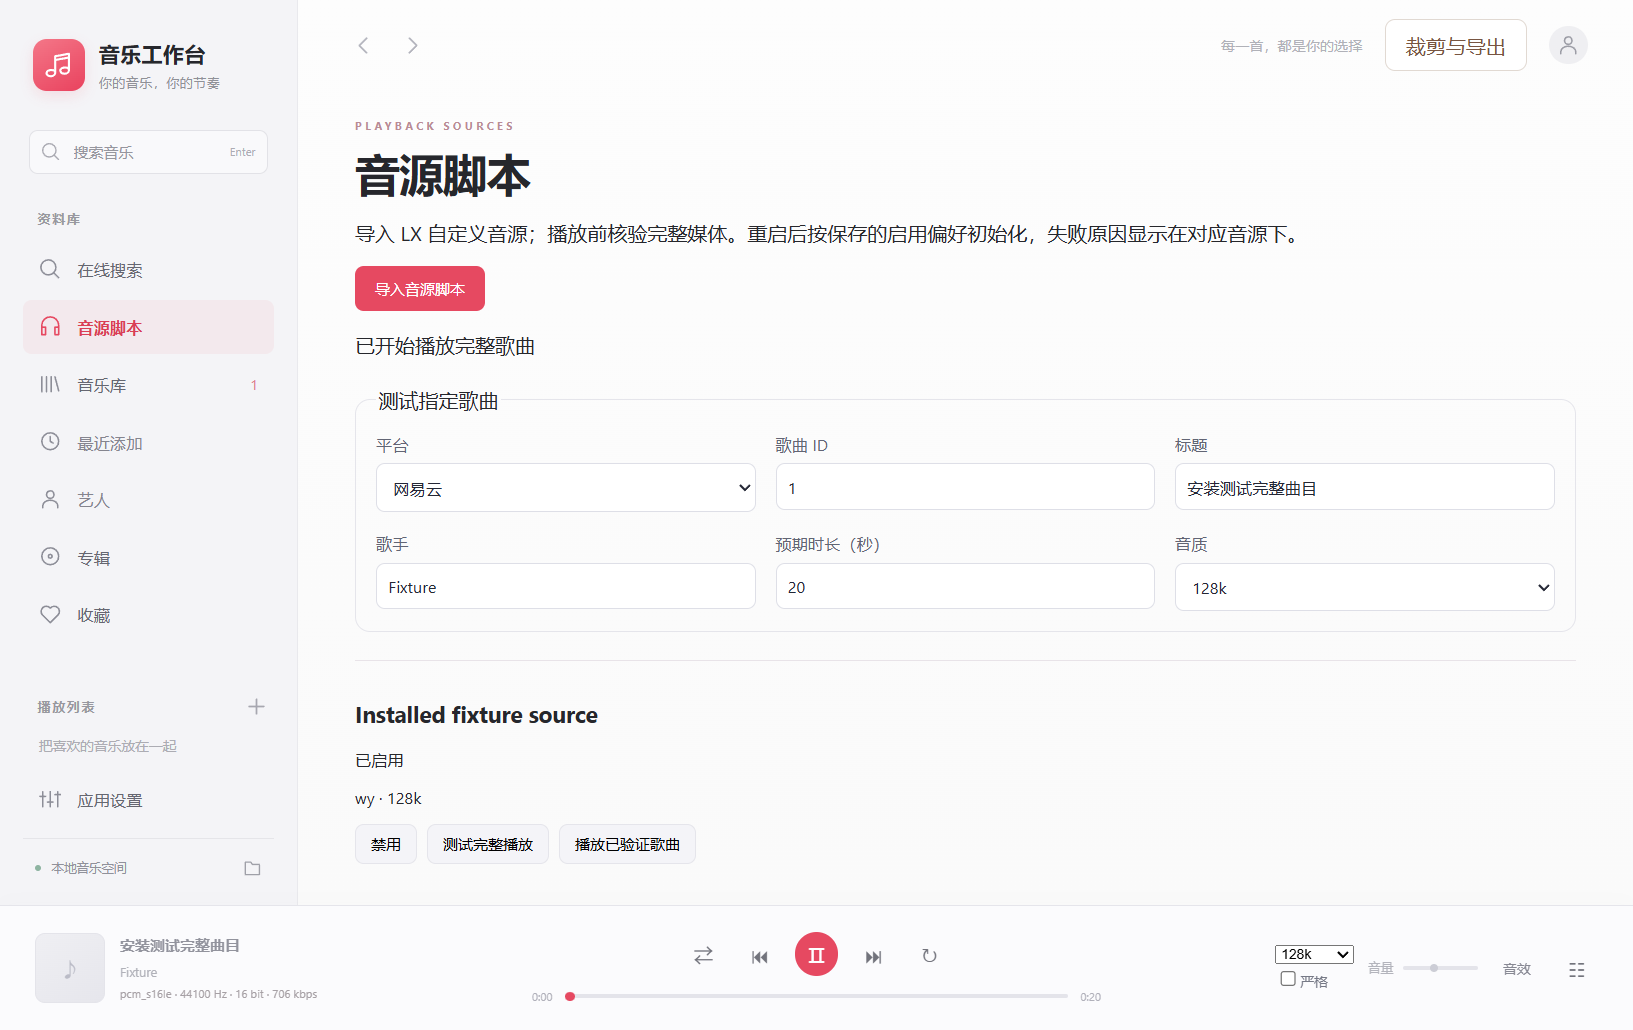 音乐工作台
你的音乐，你的节奏
搜索音乐
Enter
资料库
在线搜索
音源脚本
音乐库
1
最近添加
艺人
专辑
收藏
播放列表
把喜欢的音乐放在一起
应用设置
本地音乐空间
每一首，都是你的选择
裁剪与导出
PLAYBACK SOURCES
音源脚本
导入 LX 自定义音源；播放前核验完整媒体。重启后按保存的启用偏好初始化，失败原因显示在对应音源下。
导入音源脚本
已开始播放完整歌曲
测试指定歌曲
平台
歌曲 ID
标题
网易云
1
安装测试完整曲目
歌手
预期时长（秒）
音质
Fixture
20
128k
Installed fixture source
已启用
wy · 128k
禁用
测试完整播放
播放已验证歌曲
安装测试完整曲目
Fixture
pcm_s16le · 44100 Hz · 16 bit · 706 kbps
0:00
0:20
128k
严格
音量
音效